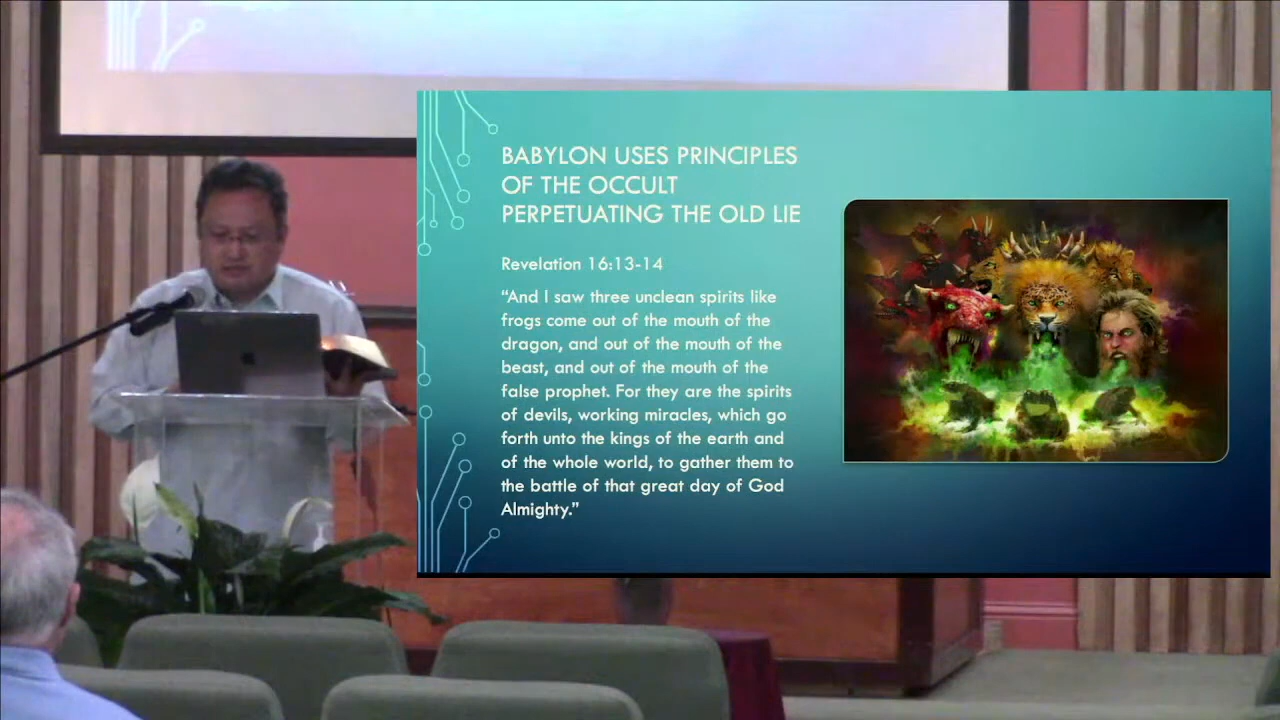 BABYLON USES PRINCIPLES
OF THE OCCULT
PERPETUATING THE OLD LIE
Revelation 16:13-14
“And I saw three unclean spirits like
frogs come out of the mouth of the
dragon, and out of the mouth of the
beast, and out of the mouth of the
false prophet. For they are the spirits
of devils, working miracles, which go
forth unto the kings of the earth and
of the whole world, to gather them to
the battle of that great day of God
Almighty.”